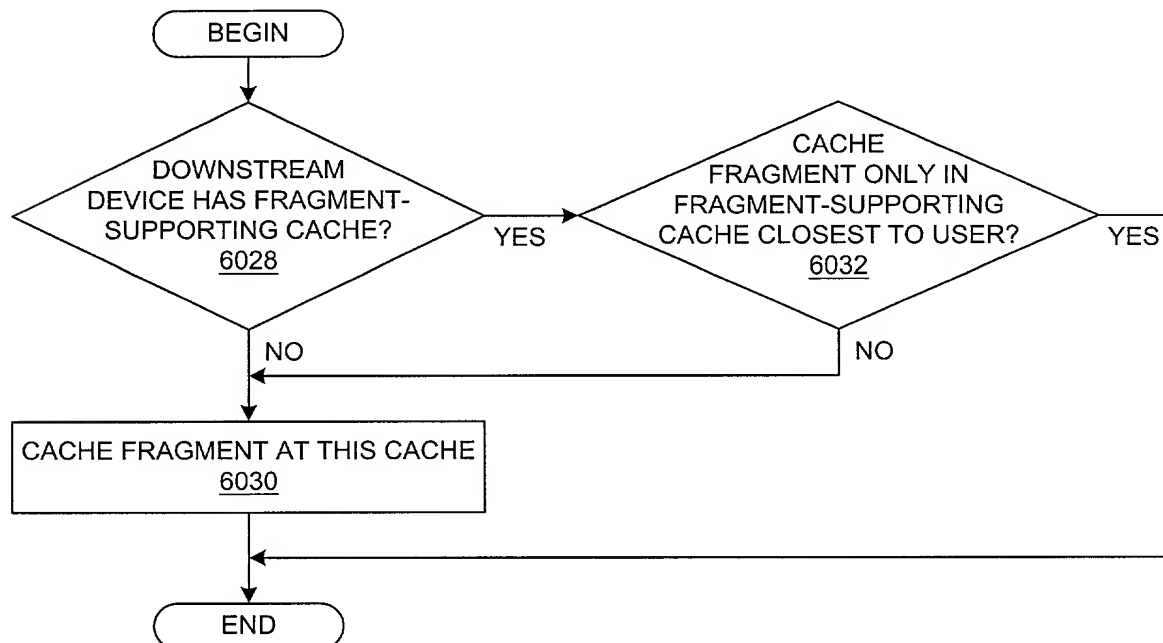 BEGIN
DOWNSTREAM
DEVICE HAS FRAGMENT-
SUPPORTING CACHE?
6028
YES
CACHE
FRAGMENT ONLY IN
FRAGMENT-SUPPORTING
CACHE CLOSEST TO USER?
6032
YES
NO
NO
CACHE FRAGMENT AT THIS CACHE
6030
END